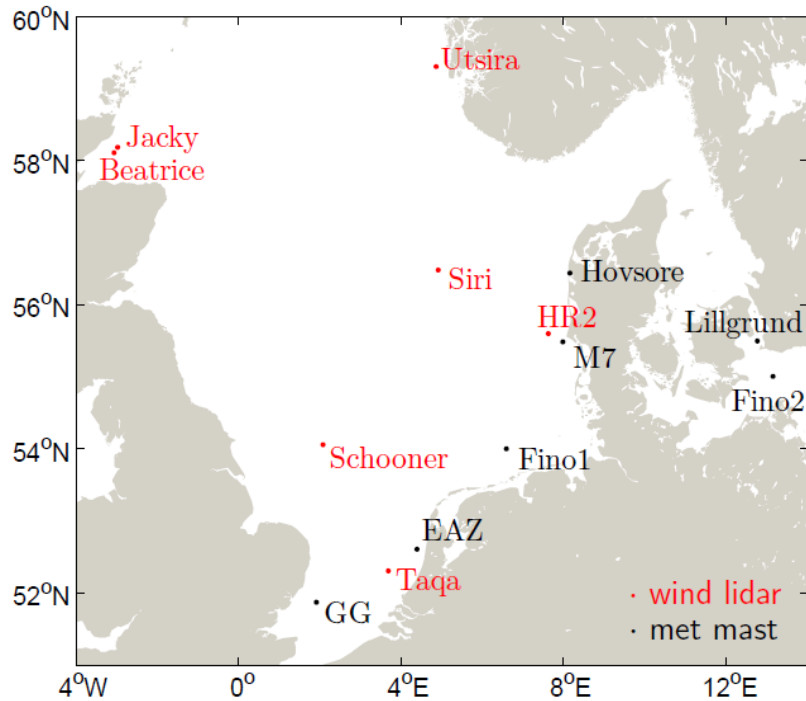 60°N
Utsira
Jacky
58°N
Beatrice
Siri
Hovsore
56°N
HR2
Lillgrund
M7
Fino2
54°N
Schooner
Fino1
EAZ
52°N
Taqa
wind lidar
GG
met mast
4°W 0° 4°E 8°E 12°E